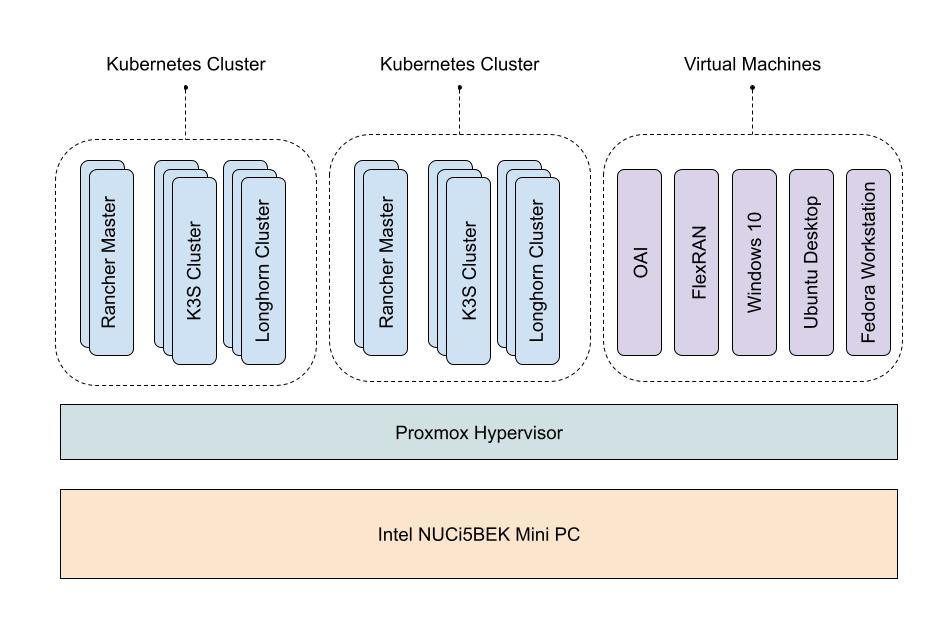 Kubernetes Cluster
Kubernetes Cluster
Virtual Machines
Rancher Master
K3S Cluster
Longhorn Cluster
Rancher Master
K3S Cluster
Longhorn Cluster
OAI
FlexRAN
Windows 10
Ubuntu Desktop
Fedora Workstation
Proxmox Hypervisor
Intel NUCi5BEK Mini PC